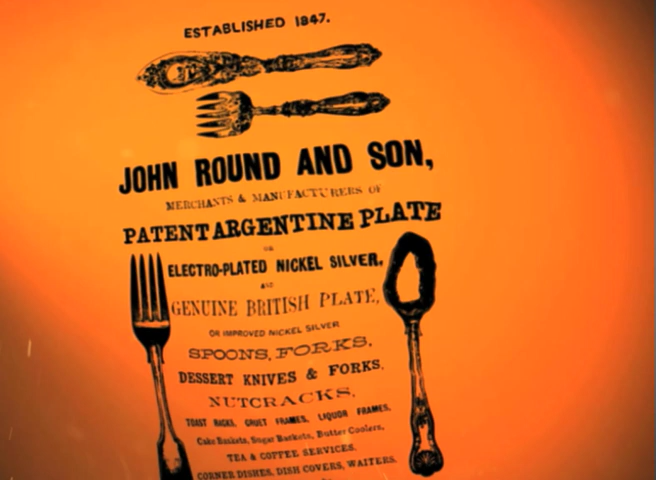 ESTABLISHED 1847.
JOHN ROUND AND SON,
MERCHANTS & MANUFACTURERS OF
PATENT ARGENTINE PLATE
OR
ELECTRO-PLATED NICKEL SILVER,
AND
GENUINE BRITISH PLATE,
OR IMPROVED NICKEL SILVER
SPOONS, FORKS,
DESSERT KNIVES & FORKS,
NUTCRACKS,
TOAST RACKS, CRUET FRAMES, LIQUOR FRAMES,
Cake Baskets, Sugar Baskets, Butter Coolers,
TEA & COFFEE SERVICES,
CORNER DISHES, DISH COVERS, WAITERS,